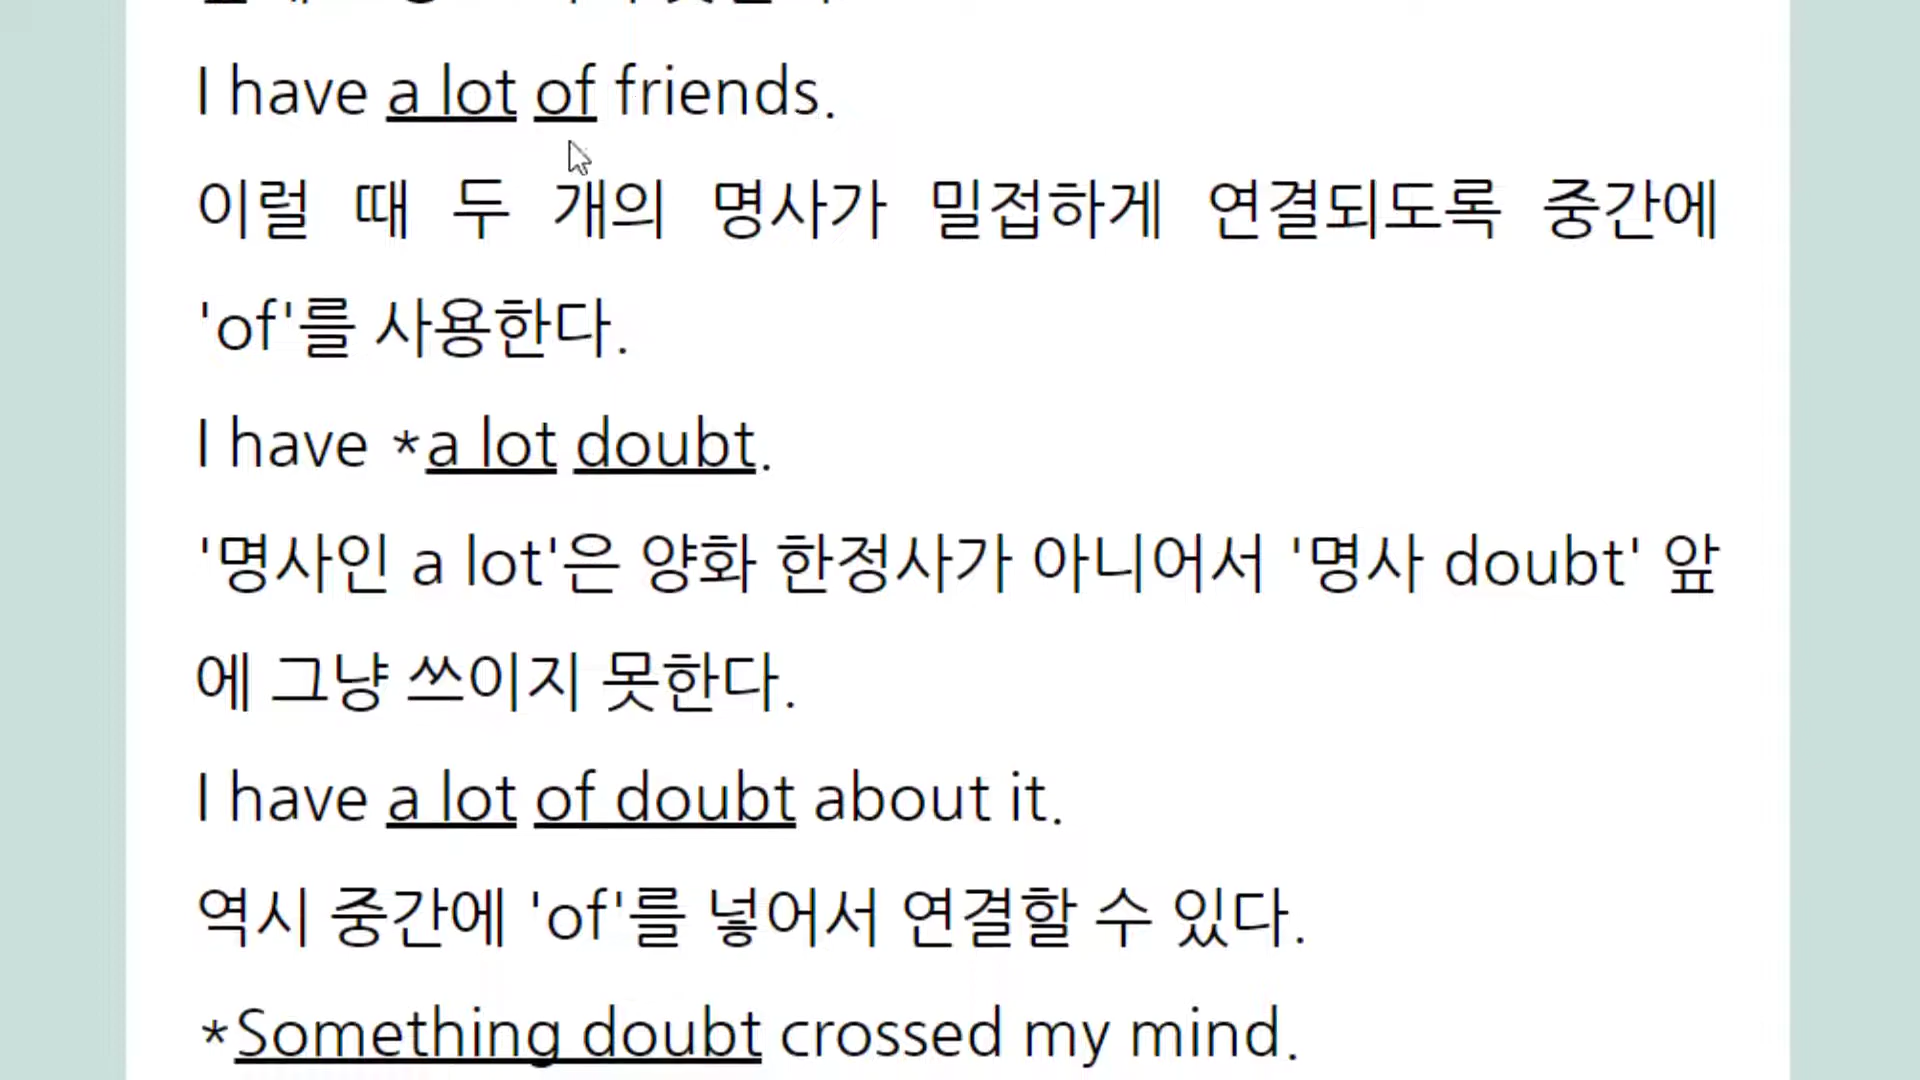 I have a lot of friends.
이럴 때 두 개의 명사가 밀접하게 연결되도록 중간에
'of'를 사용한다.
I have *a lot doubt.
'명사인 a lot'은 양화 한정사가 아니어서 '명사 doubt' 앞
에 그냥 쓰이지 못한다.
I have a lot of doubt about it.
역시 중간에 'of'를 넣어서 연결할 수 있다.
*Something doubt crossed my mind.